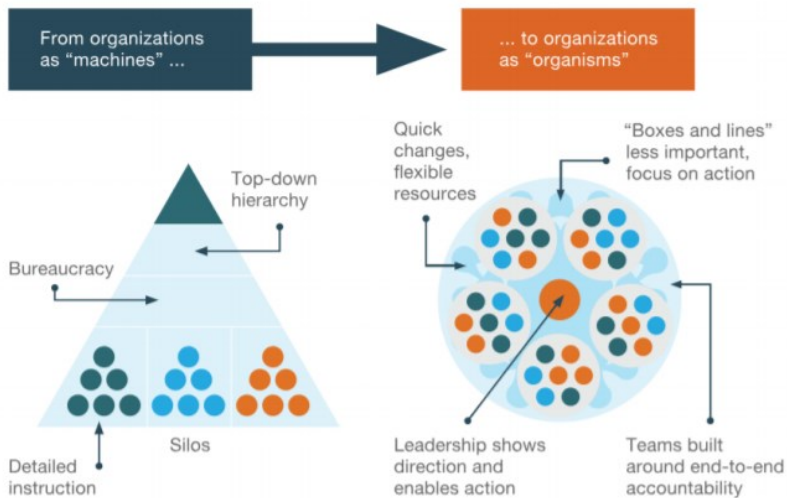 From organizations
as “machines” ...
... to organizations
as “organisms”
Top-down
hierarchy
Bureaucracy
Silos
Detailed
instruction
Quick
changes,
flexible
resources
“Boxes and lines”
less important,
focus on action
Leadership shows
direction and
enables action
Teams built
around end-to-end
accountability